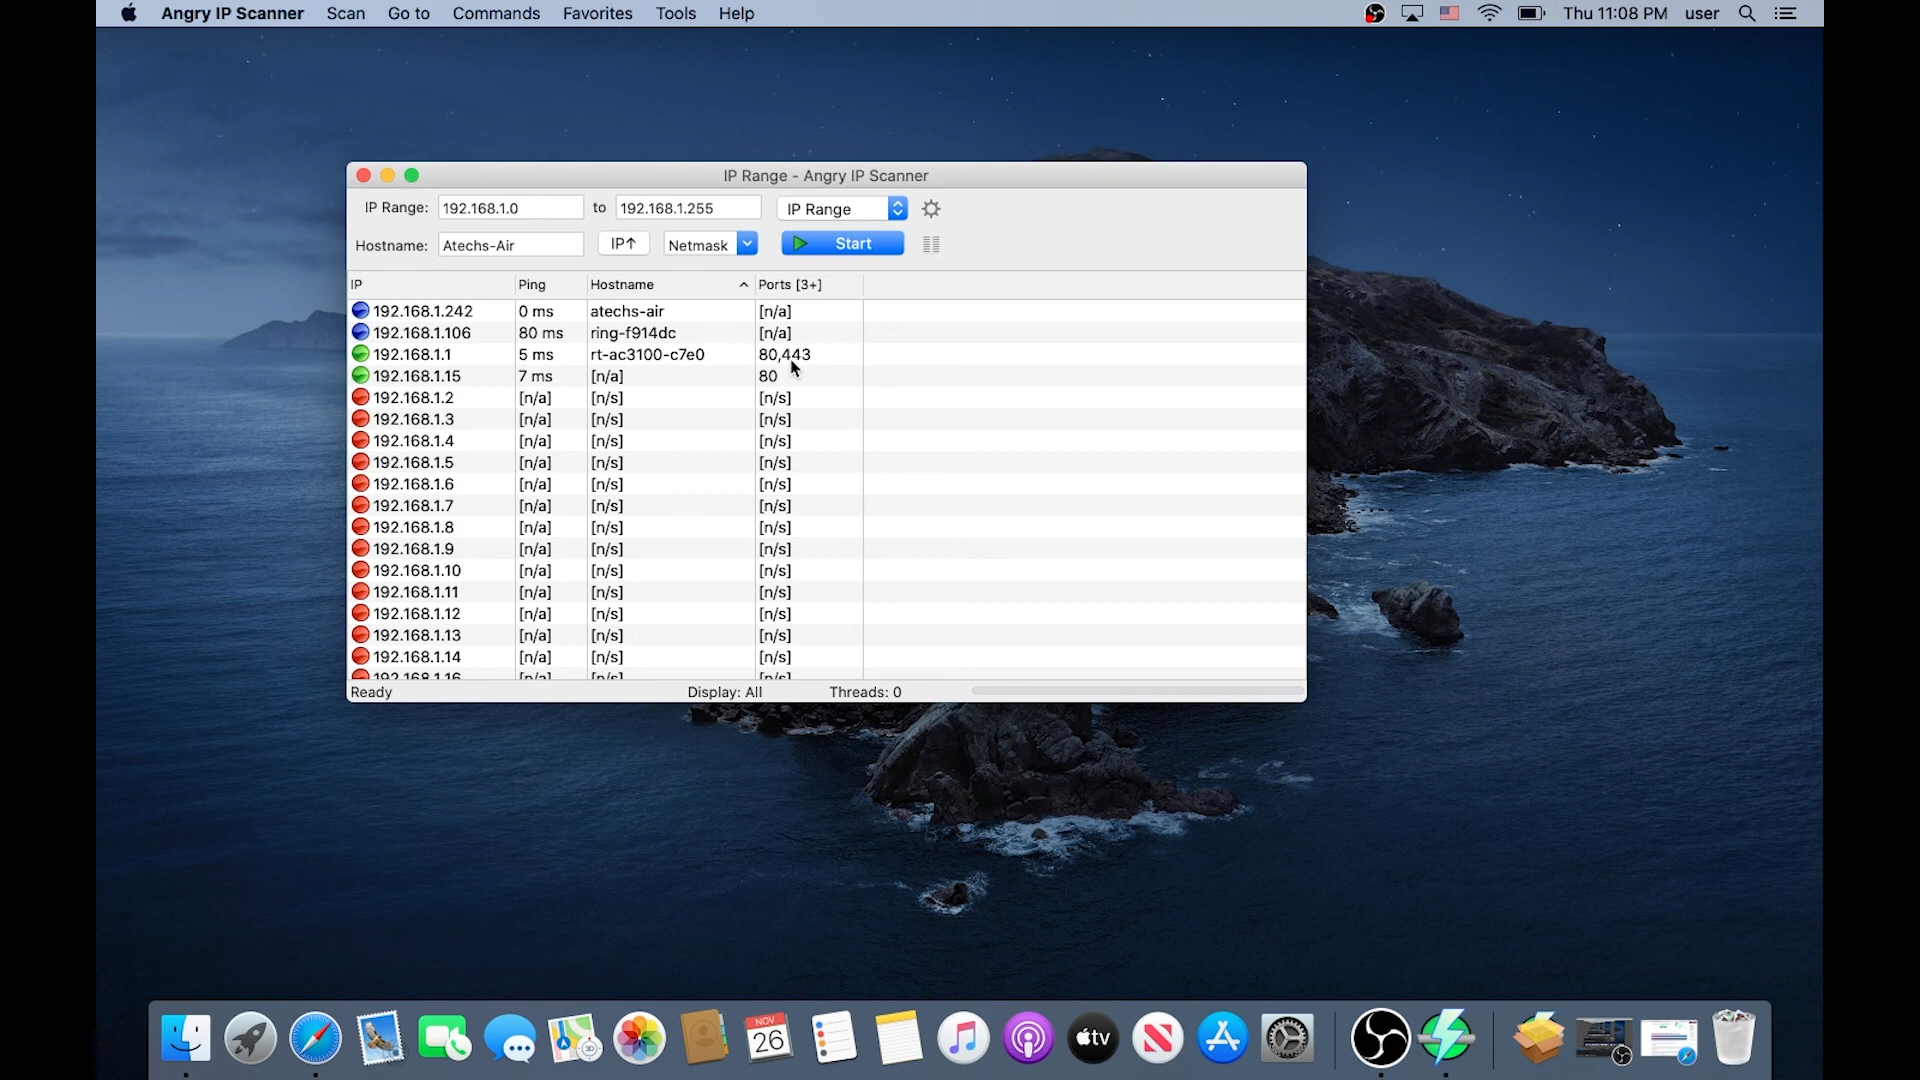 Angry IP Scanner Scan Go to Commands Favorites Tools Help Thu 11:08 PM user
IP Range - Angry IP Scanner
IP Range: 192.168.1.0 to 192.168.1.255 IP Range
Hostname: Atechs-Air IP↑ Netmask Start
IP Ping Hostname Ports [3+]
192.168.1.242 0 ms atechs-air [n/a]
192.168.1.106 80 ms ring-f914dc [n/a]
192.168.1.1 5 ms rt-ac3100-c7e0 80,443
192.168.1.15 7 ms [n/a] 80
192.168.1.2 [n/a] [n/s] [n/s]
192.168.1.3 [n/a] [n/s] [n/s]
192.168.1.4 [n/a] [n/s] [n/s]
192.168.1.5 [n/a] [n/s] [n/s]
192.168.1.6 [n/a] [n/s] [n/s]
192.168.1.7 [n/a] [n/s] [n/s]
192.168.1.8 [n/a] [n/s] [n/s]
192.168.1.9 [n/a] [n/s] [n/s]
192.168.1.10 [n/a] [n/s] [n/s]
192.168.1.11 [n/a] [n/s] [n/s]
192.168.1.12 [n/a] [n/s] [n/s]
192.168.1.13 [n/a] [n/s] [n/s]
192.168.1.14 [n/a] [n/s] [n/s]
192.168.1.16 [n/a] [n/s] [n/s]
Ready Display: All Threads: 0
3D
NOV
26
tv